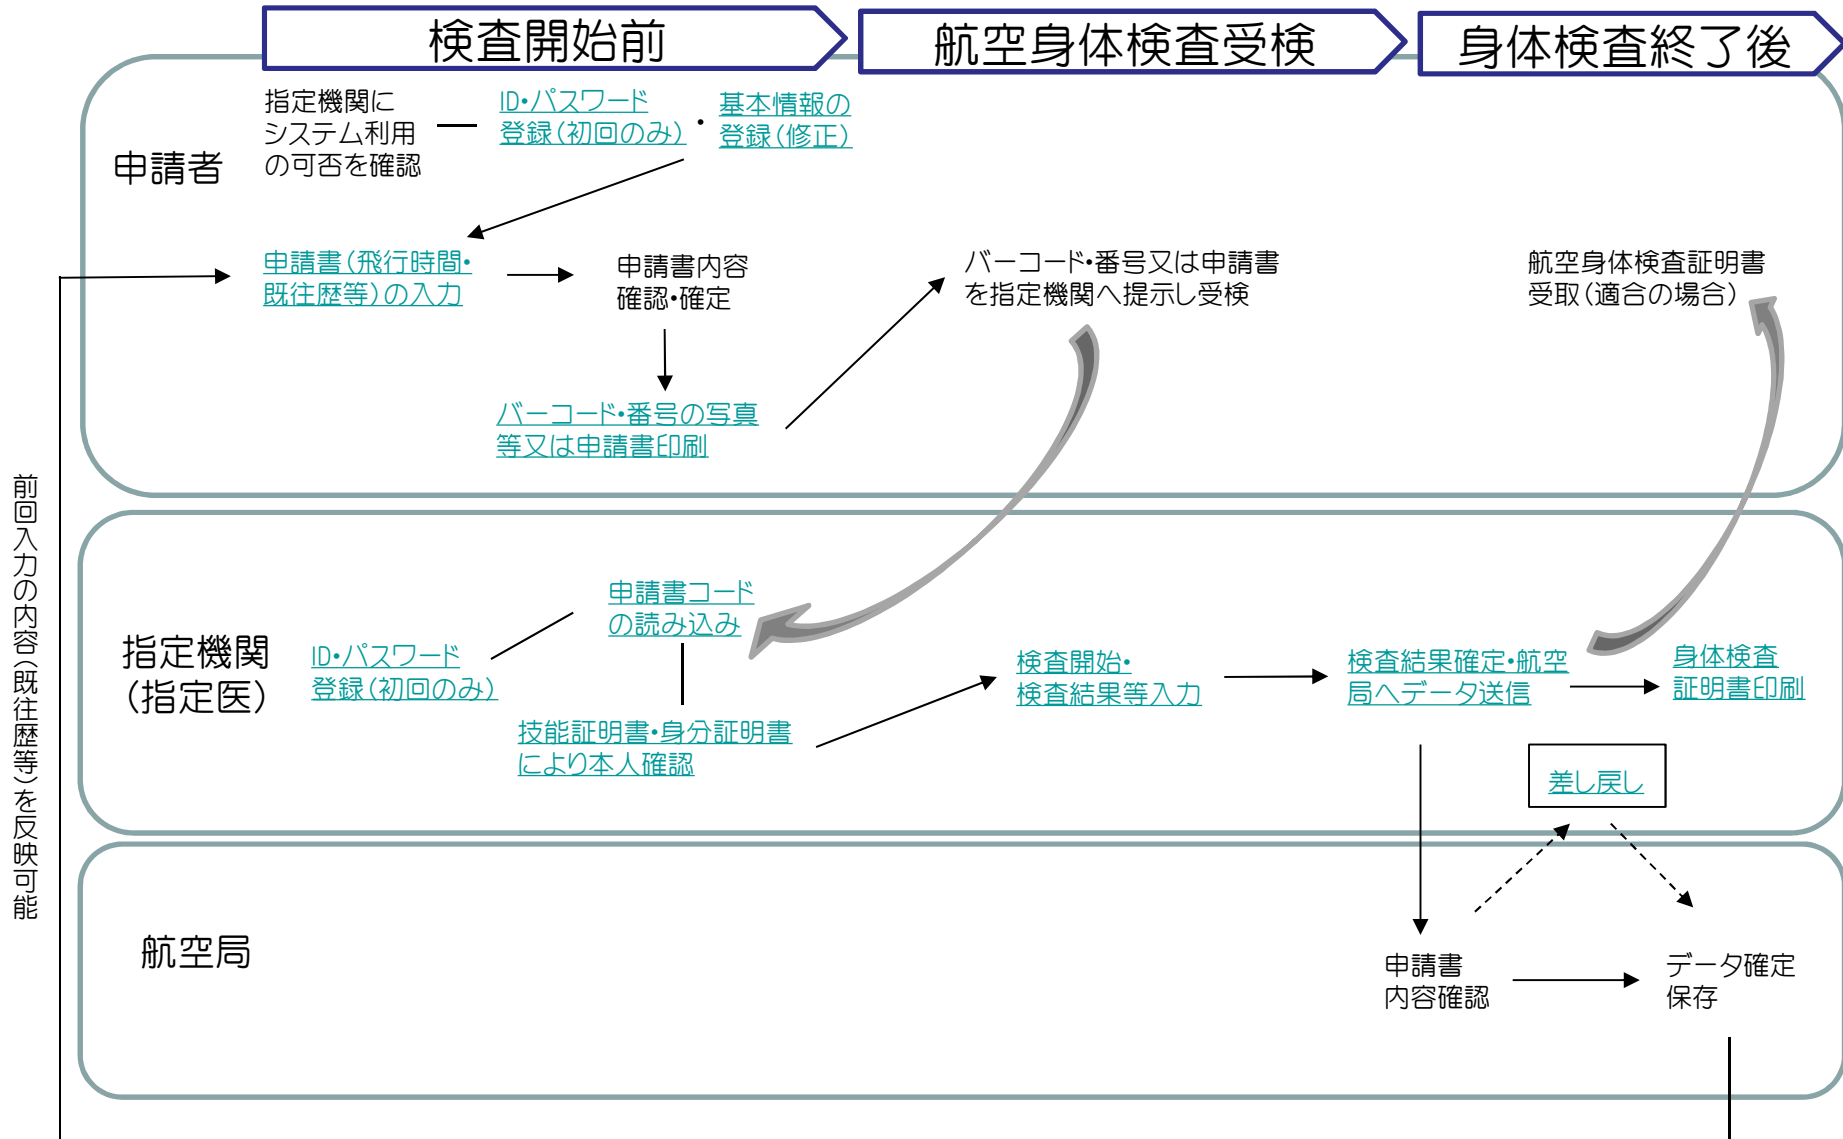 検査開始前
航空身体検査受検
身体検査終了後
申請者
指定機関に
システム利用
の可否を確認
ID・パスワード
登録(初回のみ)
・
基本情報の
登録(修正)
申請書(飛行時間・
既往歴等)の入力
申請書内容
確認・確定
バーコード・番号又は申請書
を指定機関へ提示し受検
航空身体検査証明書
受取(適合の場合)
バーコード・番号の写真
等又は申請書印刷
前回入力の内容(既往歴等)を反映可能
指定機関
(指定医)
ID・パスワード
登録(初回のみ)
申請書コード
の読み込み
技能証明書・身分証明書
により本人確認
検査開始・
検査結果等入力
検査結果確定・航空
局へデータ送信
身体検査
証明書印刷
差し戻し
航空局
申請書
内容確認
データ確定
保存